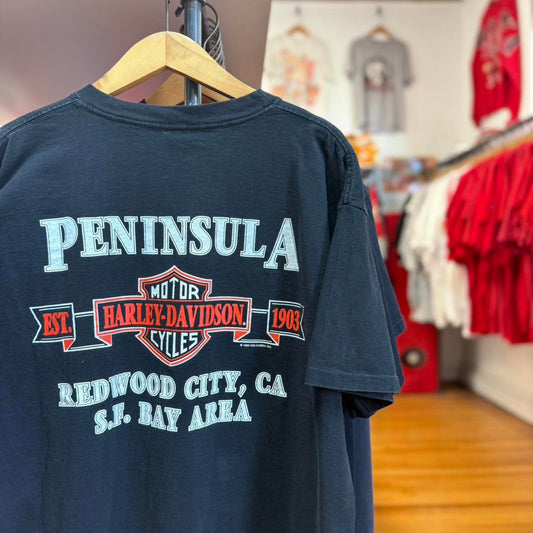 PENINSULA
MOTOR
EST. HARLEY-DAVIDSON. 1903
CYCLES
REDWOOD CITY, CA
S.F. BAY AREA